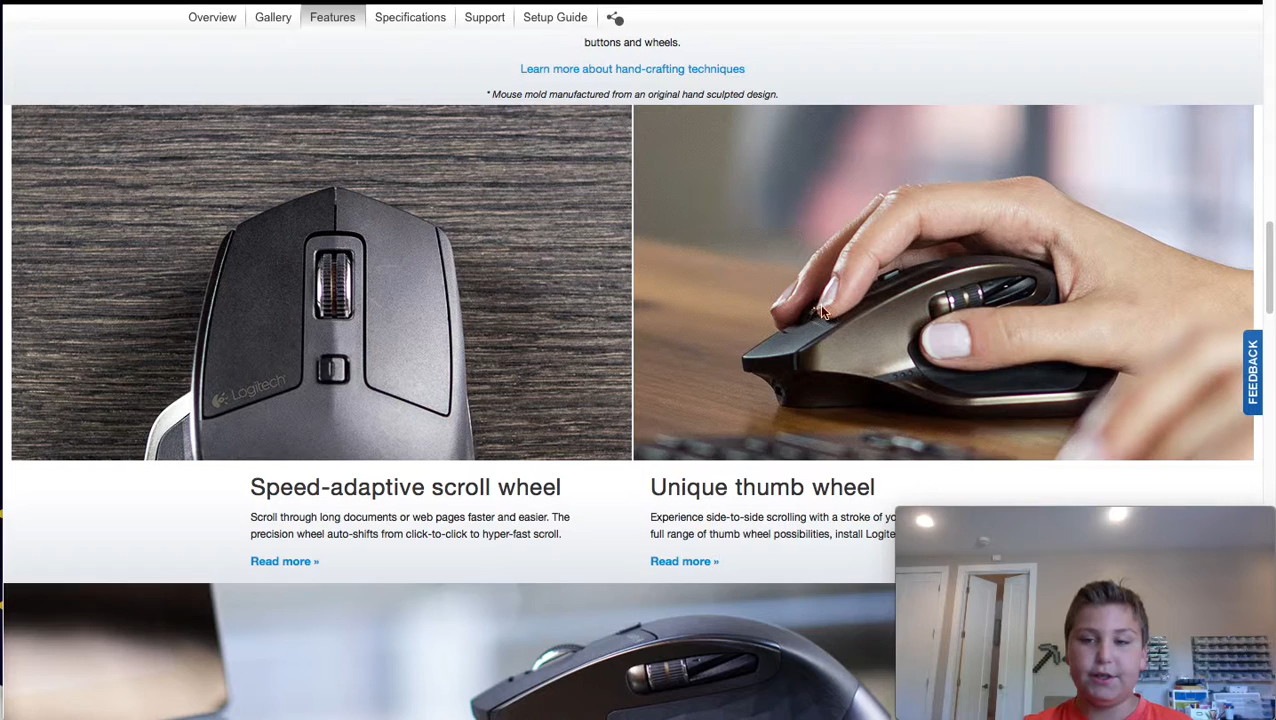 Overview Gallery Features Specifications Support Setup Guide
buttons and wheels.
Learn more about hand-crafting techniques
* Mouse mold manufactured from an original hand sculpted design.
Logitech
FEEDBACK
Speed-adaptive scroll wheel
Scroll through long documents or web pages faster and easier. The
precision wheel auto-shifts from click-to-click to hyper-fast scroll.
Read more »
Unique thumb wheel
Experience side-to-side scrolling with a stroke of yo
full range of thumb wheel possibilities, install Logite
Read more »